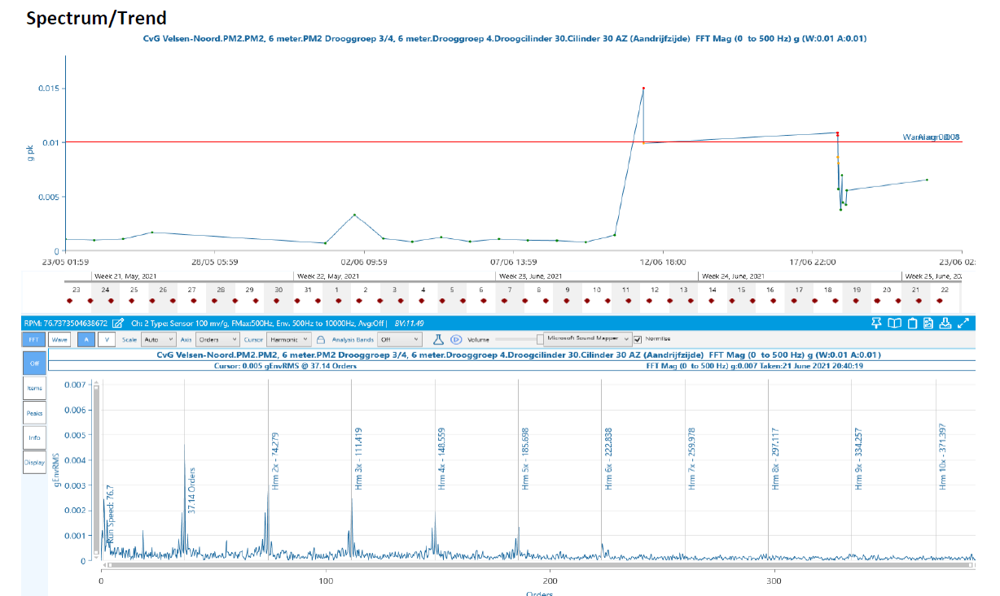 Spectrum/Trend
CvG Velsen-Noord.PM2.PM2, 6 meter.PM2 Drooggroep 3/4, 6 meter.Drooggroep 4.Droogcilinder 30.Cilinder 30 AZ (Aandrijfzijde)  FFT Mag (0  to 500 Hz) g (W:0.01 A:0.01)
0.015
0.01
0.005
0
g pk
23/05 01:59 28/05 05:59 02/06 09:59 07/06 13:59 12/06 18:00 17/06 22:00 23/06 02:
Week 21, May, 2021 Week 22, May, 2021 Week 23, June, 2021 Week 24, June, 2021 Week 25, June, 202
23 24 25 26 27 28 29 30 31 1 2 3 4 5 6 7 8 9 10 11 12 13 14 15 16 17 18 19 20 21 22
RPM: 76.7373504638672 Ch: 2 Type: Sensor 100 mv/g, FMax:500Hz, Env. 500Hz to 10000Hz, Avg:Off | BV:11.49
FFT Wave A V Scale Auto Axis Orders Cursor Harmonic Analysis Bands Off Volume Microsoft Sound Mapper Normlise
Off
Items
Peaks
Info
Display
CvG Velsen-Noord.PM2.PM2, 6 meter.PM2 Drooggroep 3/4, 6 meter.Drooggroep 4.Droogcilinder 30.Cilinder 30 AZ (Aandrijfzijde)  FFT Mag (0  to 500 Hz) g (W:0.01 A:0.01)
Cursor: 0.005 gEnvRMS @ 37.14 Orders FFT Mag (0  to 500 Hz) g:0.007 Taken:21 June 2021 20:40:19
0.007
0.006
0.005
0.004
0.003
0.002
0.001
0
gEnvRMS
Run Speed: 76.7
37.14 Orders
Hrm 2x - 74.279
Hrm 3x - 111.419
Hrm 4x - 148.559
Hrm 5x - 185.698
Hrm 6x - 222.838
Hrm 7x - 259.978
Hrm 8x - 297.117
Hrm 9x - 334.257
Hrm 10x - 371.397
0 100 200 300
Orders